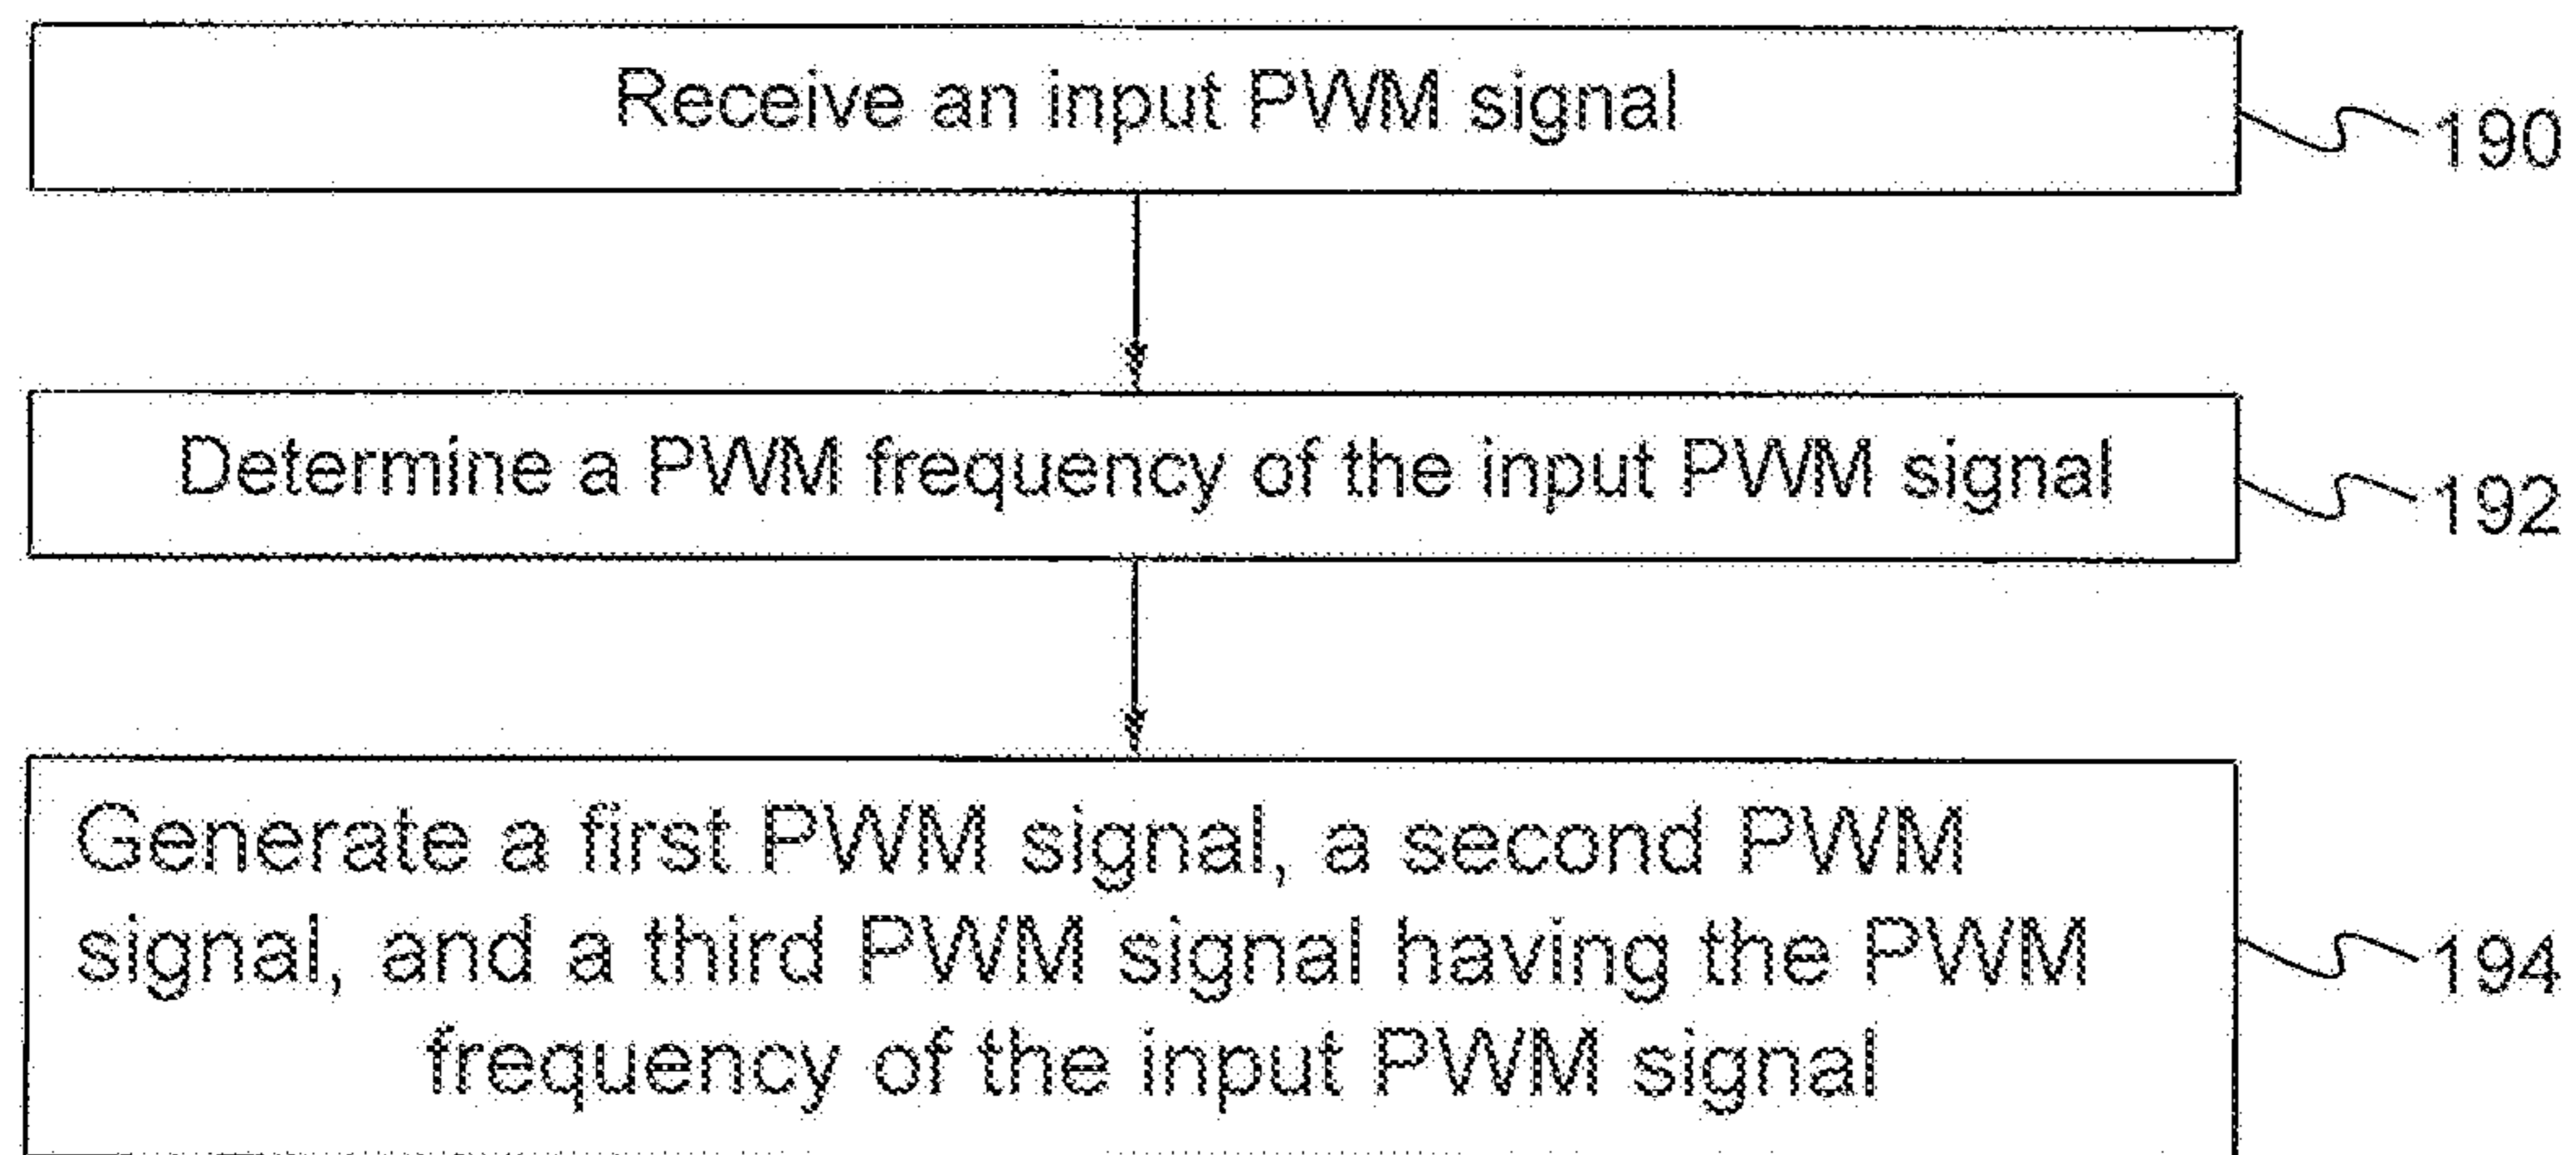 Receive an input PWM signal
190
Determine a PWM frequency of the input PWM signal
192
Generate a first PWM signal, a second PWM
signal, and a third PWM signal having the PWM
frequency of the input PWM signal
194